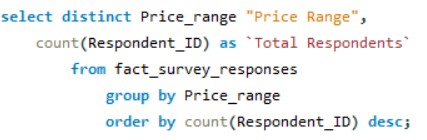 select distinct Price_range "Price Range",
count(Respondent_ID) as `Total Respondents`
from fact_survey_responses
group by Price_range
order by count(Respondent_ID) desc;